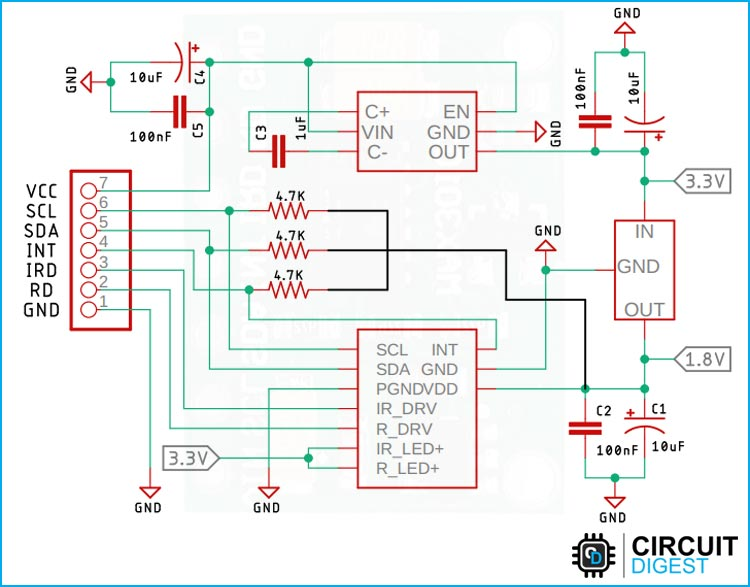 GND
GND
10uF
C4
100nF
C5
C3
1uF
C+
VIN
C-
EN
GND
OUT
GND
100nF
10uF
3.3V
VCC
SCL
SDA
INT
IRD
RD
GND
7
6
5
4
3
2
1
4.7K
4.7K
4.7K
GND
IN
GND
OUT
1.8V
SCL INT
SDA GND
PGND VDD
IR_DRV
R_DRV
IR_LED+
R_LED+
3.3V
C2
100nF
C1
10uF
GND
GND
GND
CIRCUIT
DIGEST
CD